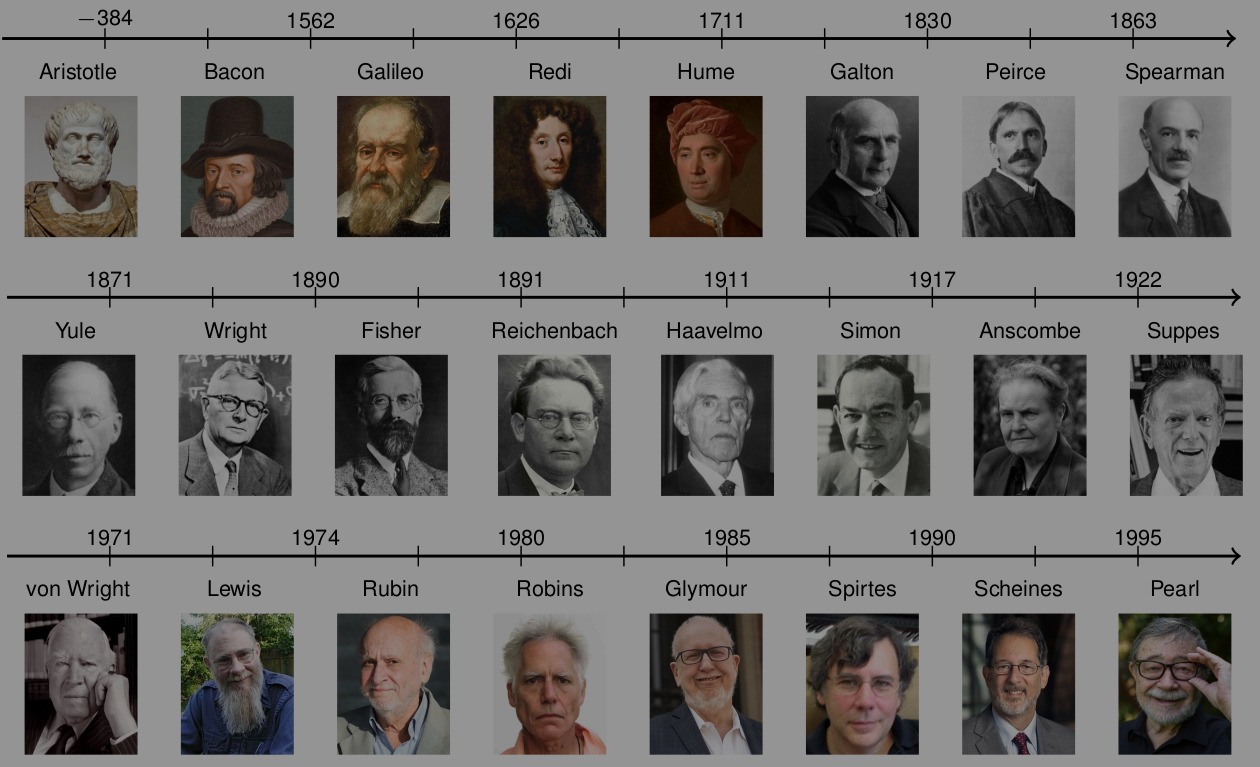 −384 1562 1626 1711 1830 1863
Aristotle Bacon Galileo Redi Hume Galton Peirce Spearman
1871 1890 1891 1911 1917 1922
Yule Wright Fisher Reichenbach Haavelmo Simon Anscombe Suppes
1971 1974 1980 1985 1990 1995
von Wright Lewis Rubin Robins Glymour Spirtes Scheines Pearl